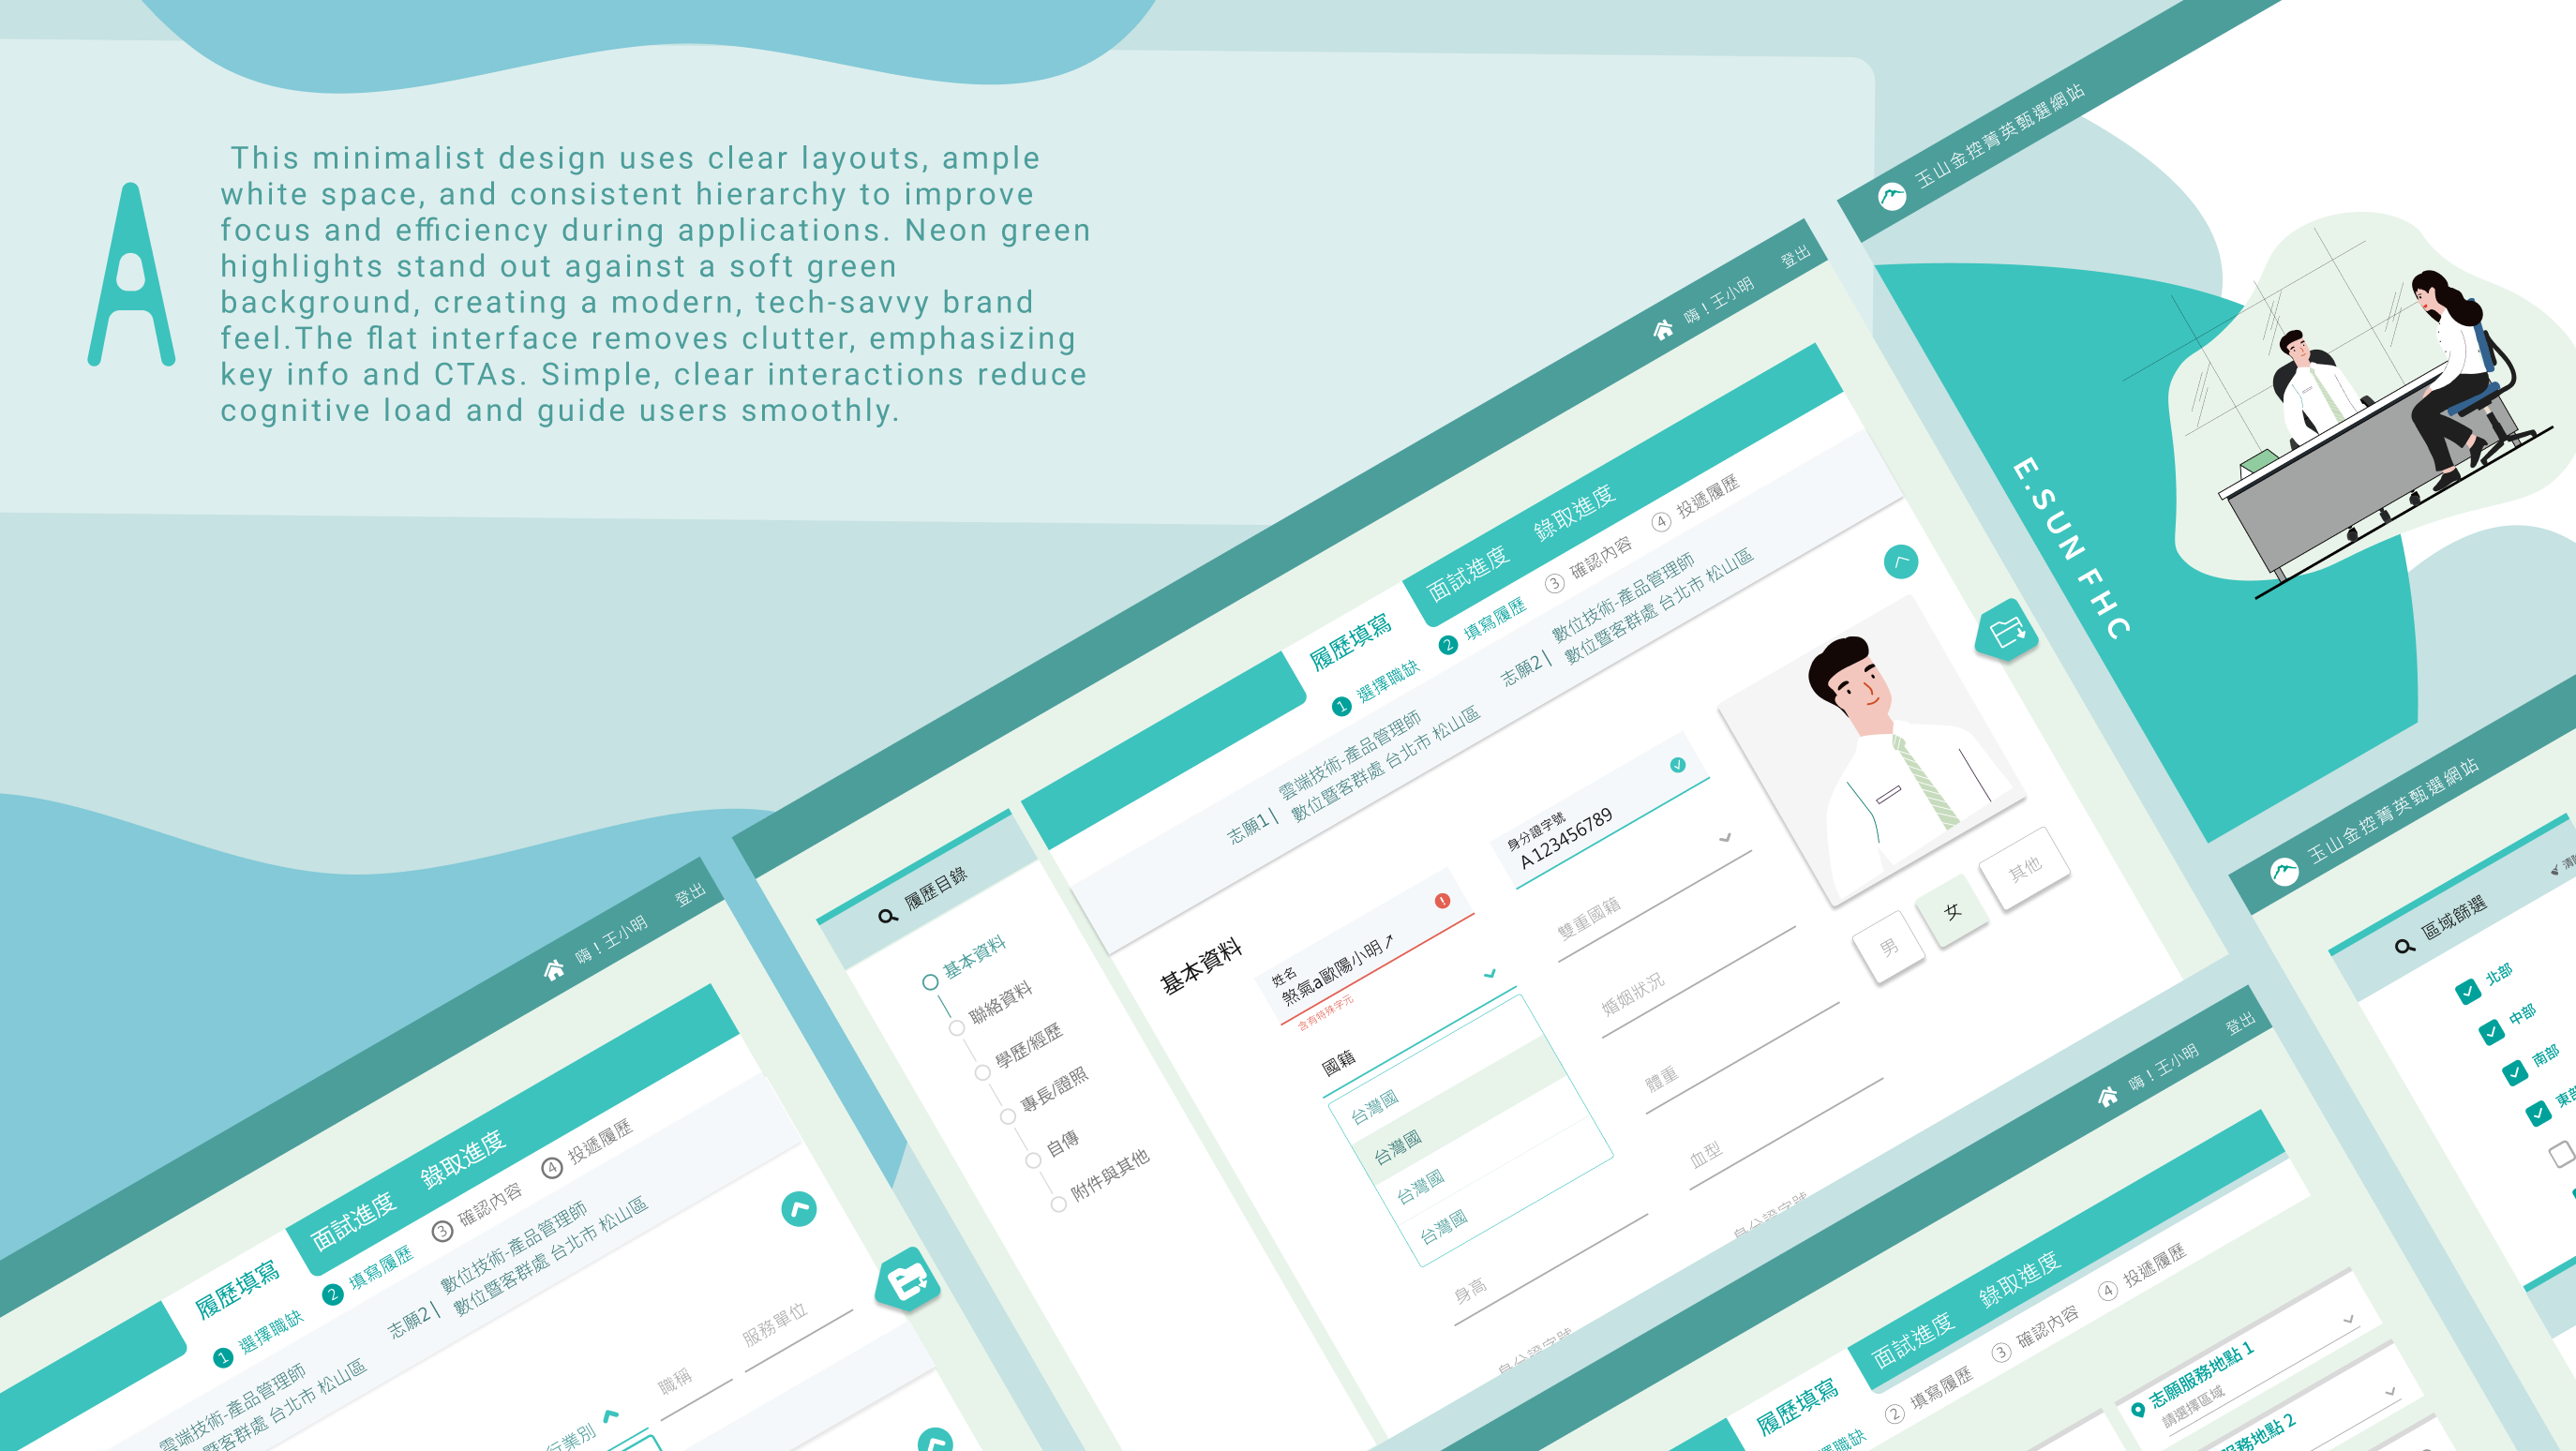 A
This minimalist design uses clear layouts, ample
white space, and consistent hierarchy to improve
focus and efficiency during applications. Neon green
highlights stand out against a soft green
background, creating a modern, tech-savvy brand
feel.The flat interface removes clutter, emphasizing
key info and CTAs. Simple, clear interactions reduce
cognitive load and guide users smoothly.
玉山金控菁英甄選網站
E.SUN FHC
嗨！王小明 登出
履歷填寫 面試進度 錄取進度
1 選擇職缺 2 填寫履歷 3 確認內容 4 投遞履歷
志願1 | 雲端技術-產品管理師
數位暨客群處 台北市 松山區
志願2 | 數位技術-產品管理師
數位暨客群處 台北市 松山區
履歷目錄
基本資料
聯絡資料
學歷/經歷
專長/證照
自傳
附件與其他
基本資料
姓名
煞氣a歐陽小明↗
含有特殊字元
身分證字號
A123456789
國籍
台灣國
台灣國
台灣國
台灣國
雙重國籍
婚姻狀況
體重
血型
身高
身分證字號
身分證字號
男 女 其他
嗨！王小明 登出
履歷填寫 面試進度 錄取進度
1 選擇職缺 2 填寫履歷 3 確認內容 4 投遞履歷
雲端技術-產品管理師
暨客群處 台北市 松山區
志願2 | 數位技術-產品管理師
數位暨客群處 台北市 松山區
行業別
職稱
服務單位
嗨！王小明 登出
履歷填寫 面試進度 錄取進度
擇職缺 2 填寫履歷 3 確認內容 4 投遞履歷
志願服務地點 1
請選擇區域
服務地點 2
玉山金控菁英甄選網站
區域篩選
北部
中部
南部